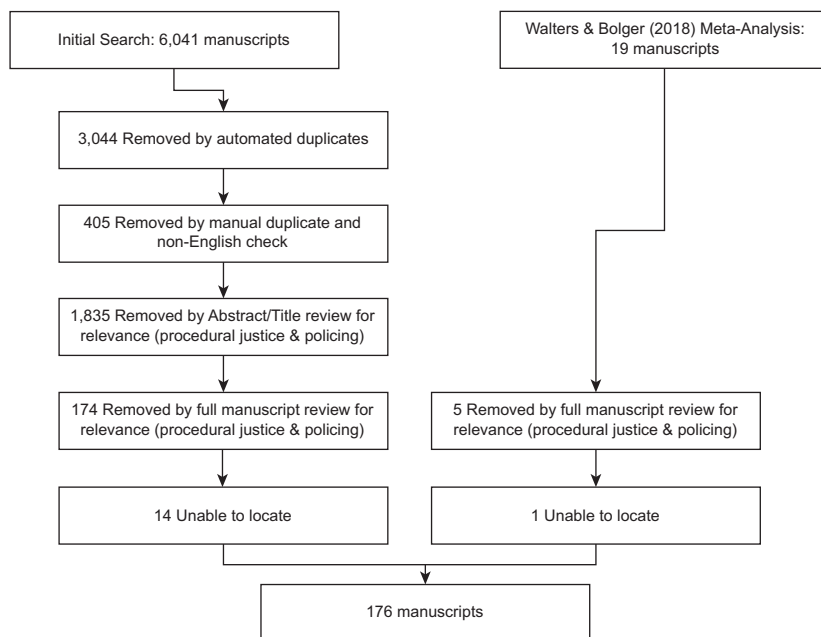 Initial Search: 6,041 manuscripts
Walters & Bolger (2018) Meta-Analysis:
19 manuscripts
3,044 Removed by automated duplicates
405 Removed by manual duplicate and
non-English check
1,835 Removed by Abstract/Title review for
relevance (procedural justice & policing)
174 Removed by full manuscript review for
relevance (procedural justice & policing)
5 Removed by full manuscript review for
relevance (procedural justice & policing)
14 Unable to locate
1 Unable to locate
176 manuscripts